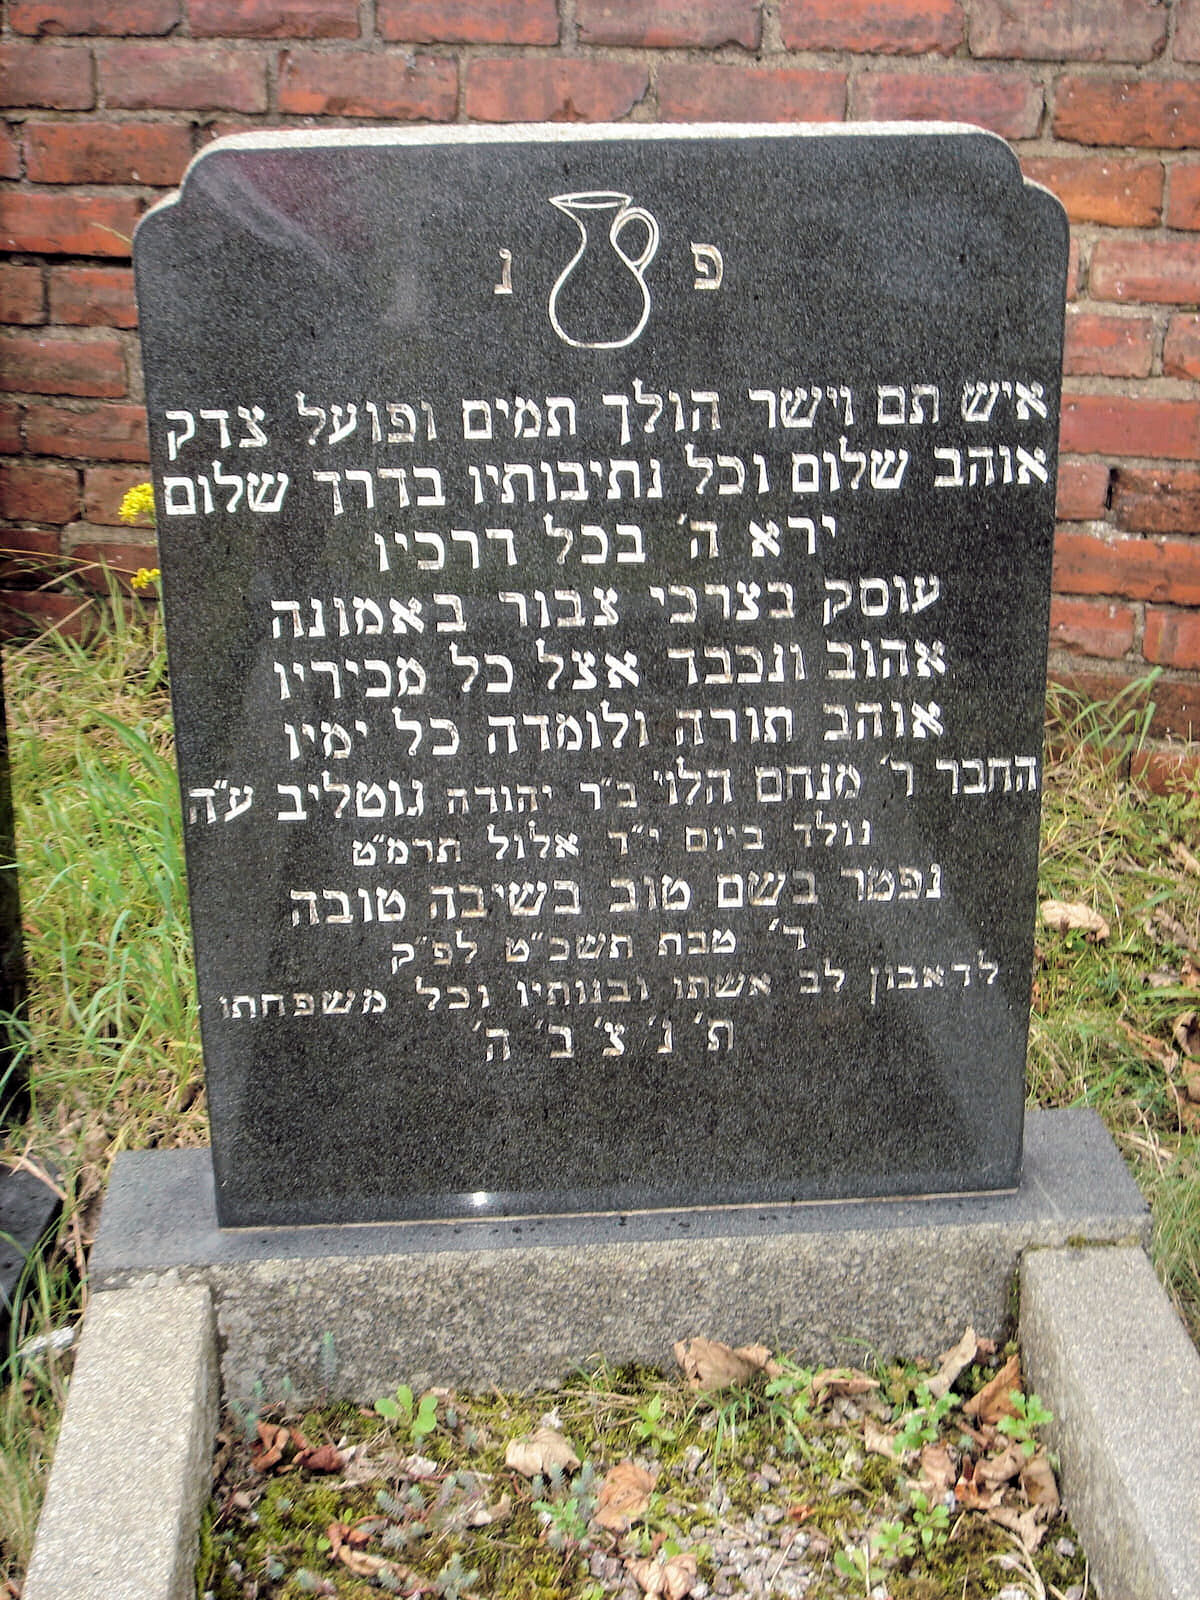 פ נ
איש תם וישר הולך תמים ופועל צדק
אוהב שלום וכל נתיבותיו בדרך שלום
ירא ה׳ בכל דרכיו
עוסק בצרכי צבור באמונה
אהוב ונכבד אצל כל מכיריו
אוהב תורה ולומדה כל ימיו
החבר ר׳ מנחם הלוי ב״ר יהודה גוטליב ע״ה
נולד ביום י״ד אלול תרמ״ט
נפטר בשם טוב בשיבה טובה
ד׳ טבת תשכ״ט לפ״ק
לדאבון לב אשתו ובנותיו וכל משפחתו
ת׳ נ׳ צ׳ ב׳ ה׳